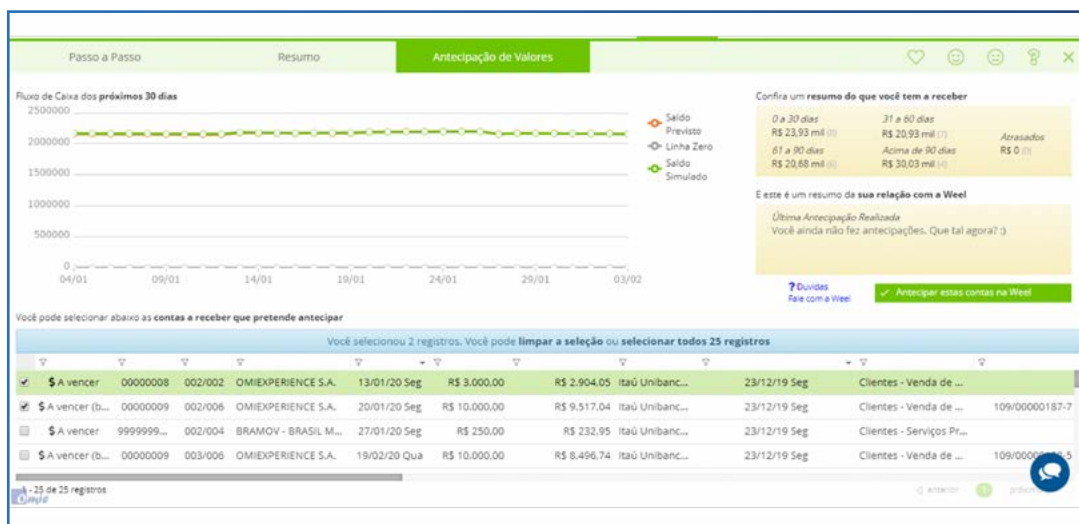 Passo a Passo
Resumo
Antecipação de Valores
Fluxo de Caixa dos próximos 30 dias
2500000
2000000
1500000
1000000
500000
0
04/01 09/01 14/01 19/01 24/01 29/01 03/02
Saldo
Previsto
Linha Zero
Saldo
Simulado
Confira um resumo do que você tem a receber
0 a 30 dias
R$ 23,93 mil
31 a 60 dias
R$ 20,93 mil (7)
61 a 90 dias
R$ 20,68 mil (6)
Acima de 90 dias
R$ 30,03 mil (4)
Atrasados
R$ 0 (0)
E este é um resumo da sua relação com a Weel
Última Antecipação Realizada
Você ainda não fez antecipações. Que tal agora? :)
? Duvidas
Fale com a Weel
Antecipar estas contas na Weel
Você pode selecionar abaixo as contas a receber que pretende antecipar
Você selecionou 2 registros. Você pode limpar a seleção ou selecionar todos 25 registros
$ A vencer 00000008 002/002 OMIEXPERIENCE S.A. 13/01/20 Seg R$ 3.000,00 R$ 2.904,05 Itaú Unibanc... 23/12/19 Seg Clientes - Venda de ...
$ A vencer (b... 00000009 002/006 OMIEXPERIENCE S.A. 20/01/20 Seg R$ 10.000,00 R$ 9.517,04 Itaú Unibanc... 23/12/19 Seg Clientes - Venda de ... 109/00000187-7
$ A vencer 9999999... 002/004 BRAMOV - BRASIL M... 27/01/20 Seg R$ 250,00 R$ 232,95 Itaú Unibanc... 23/12/19 Seg Clientes - Serviços Pr...
$ A vencer (b... 00000009 003/006 OMIEXPERIENCE S.A. 19/02/20 Qua R$ 10.000,00 R$ 8.496,74 Itaú Unibanc... 23/12/19 Seg Clientes - Venda de ...
- 25 de 25 registros
Omie
anterior 1